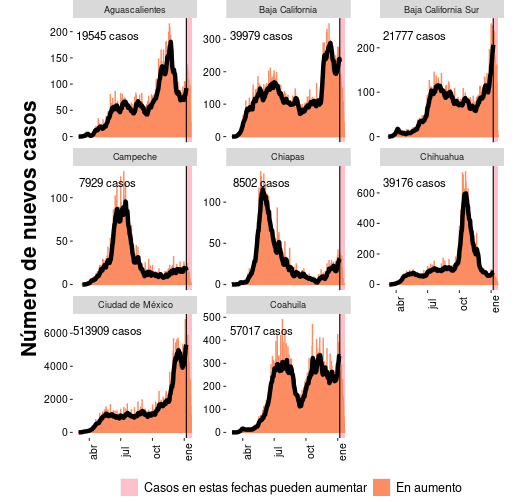 Número de nuevos casos
Aguascalientes
Baja California
Baja California Sur
19545 casos
39979 casos
21777 casos
200
150
100
50
0
300
200
100
0
200
100
0
Campeche
Chiapas
Chihuahua
7929 casos
8502 casos
39176 casos
100
50
0
100
50
0
600
400
200
0
abr
jul
oct
ene
Ciudad de México
Coahuila
513909 casos
57017 casos
6000
4000
2000
0
500
400
300
200
100
0
abr
jul
oct
ene
abr
jul
oct
ene
Casos en estas fechas pueden aumentar
En aumento